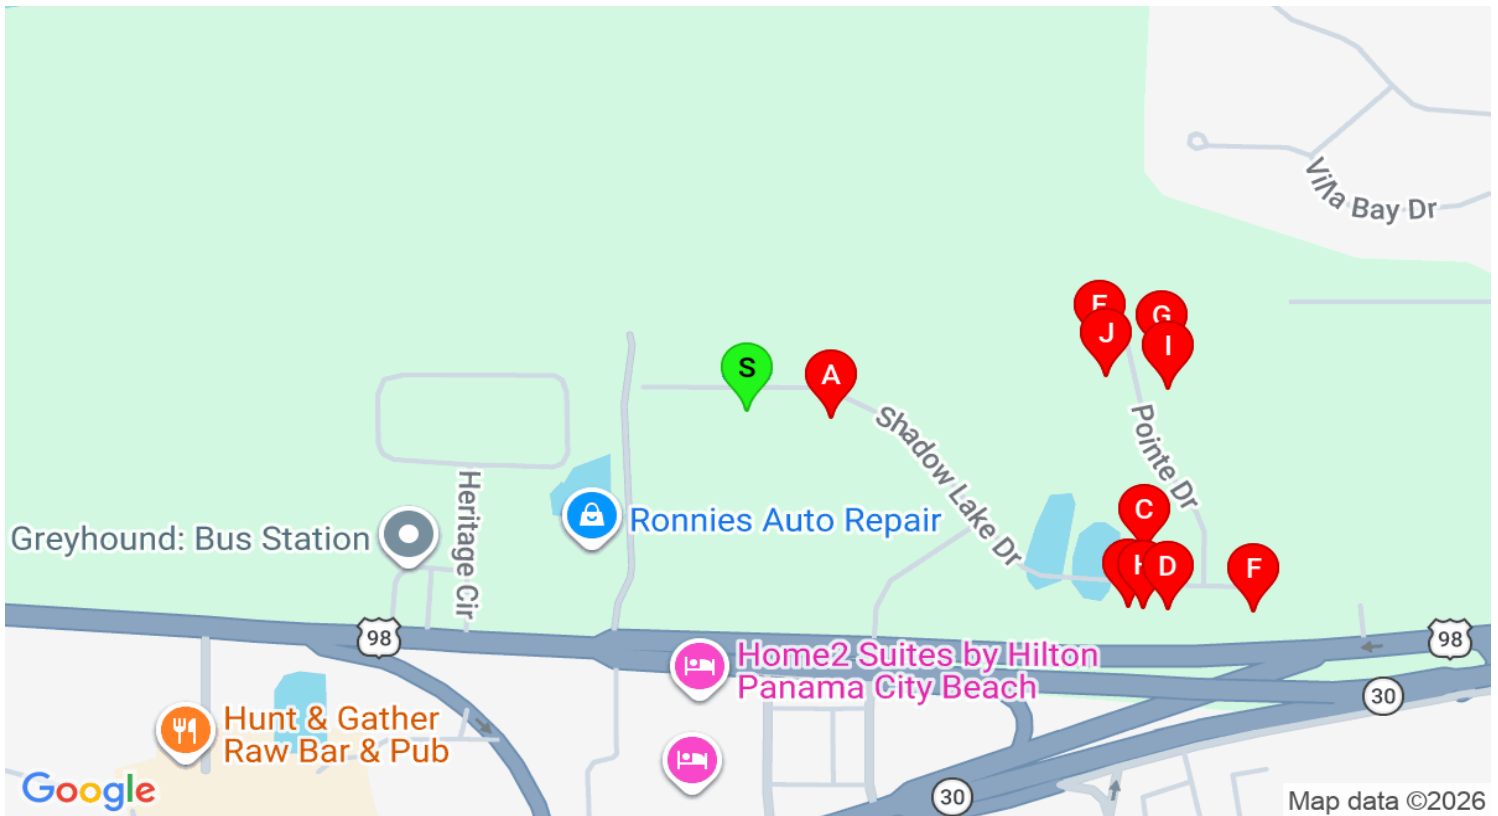 Villa Bay Dr
E
G
J
I
S
A
Shadow Lake Dr
Pointe Dr
Heritage Cir
C
Ronnies Auto Repair
Greyhound: Bus Station
H
D
F
98
98
Home2 Suites by Hilton
Panama City Beach
30
Hunt & Gather
Raw Bar & Pub
30
Google
Map data ©2026